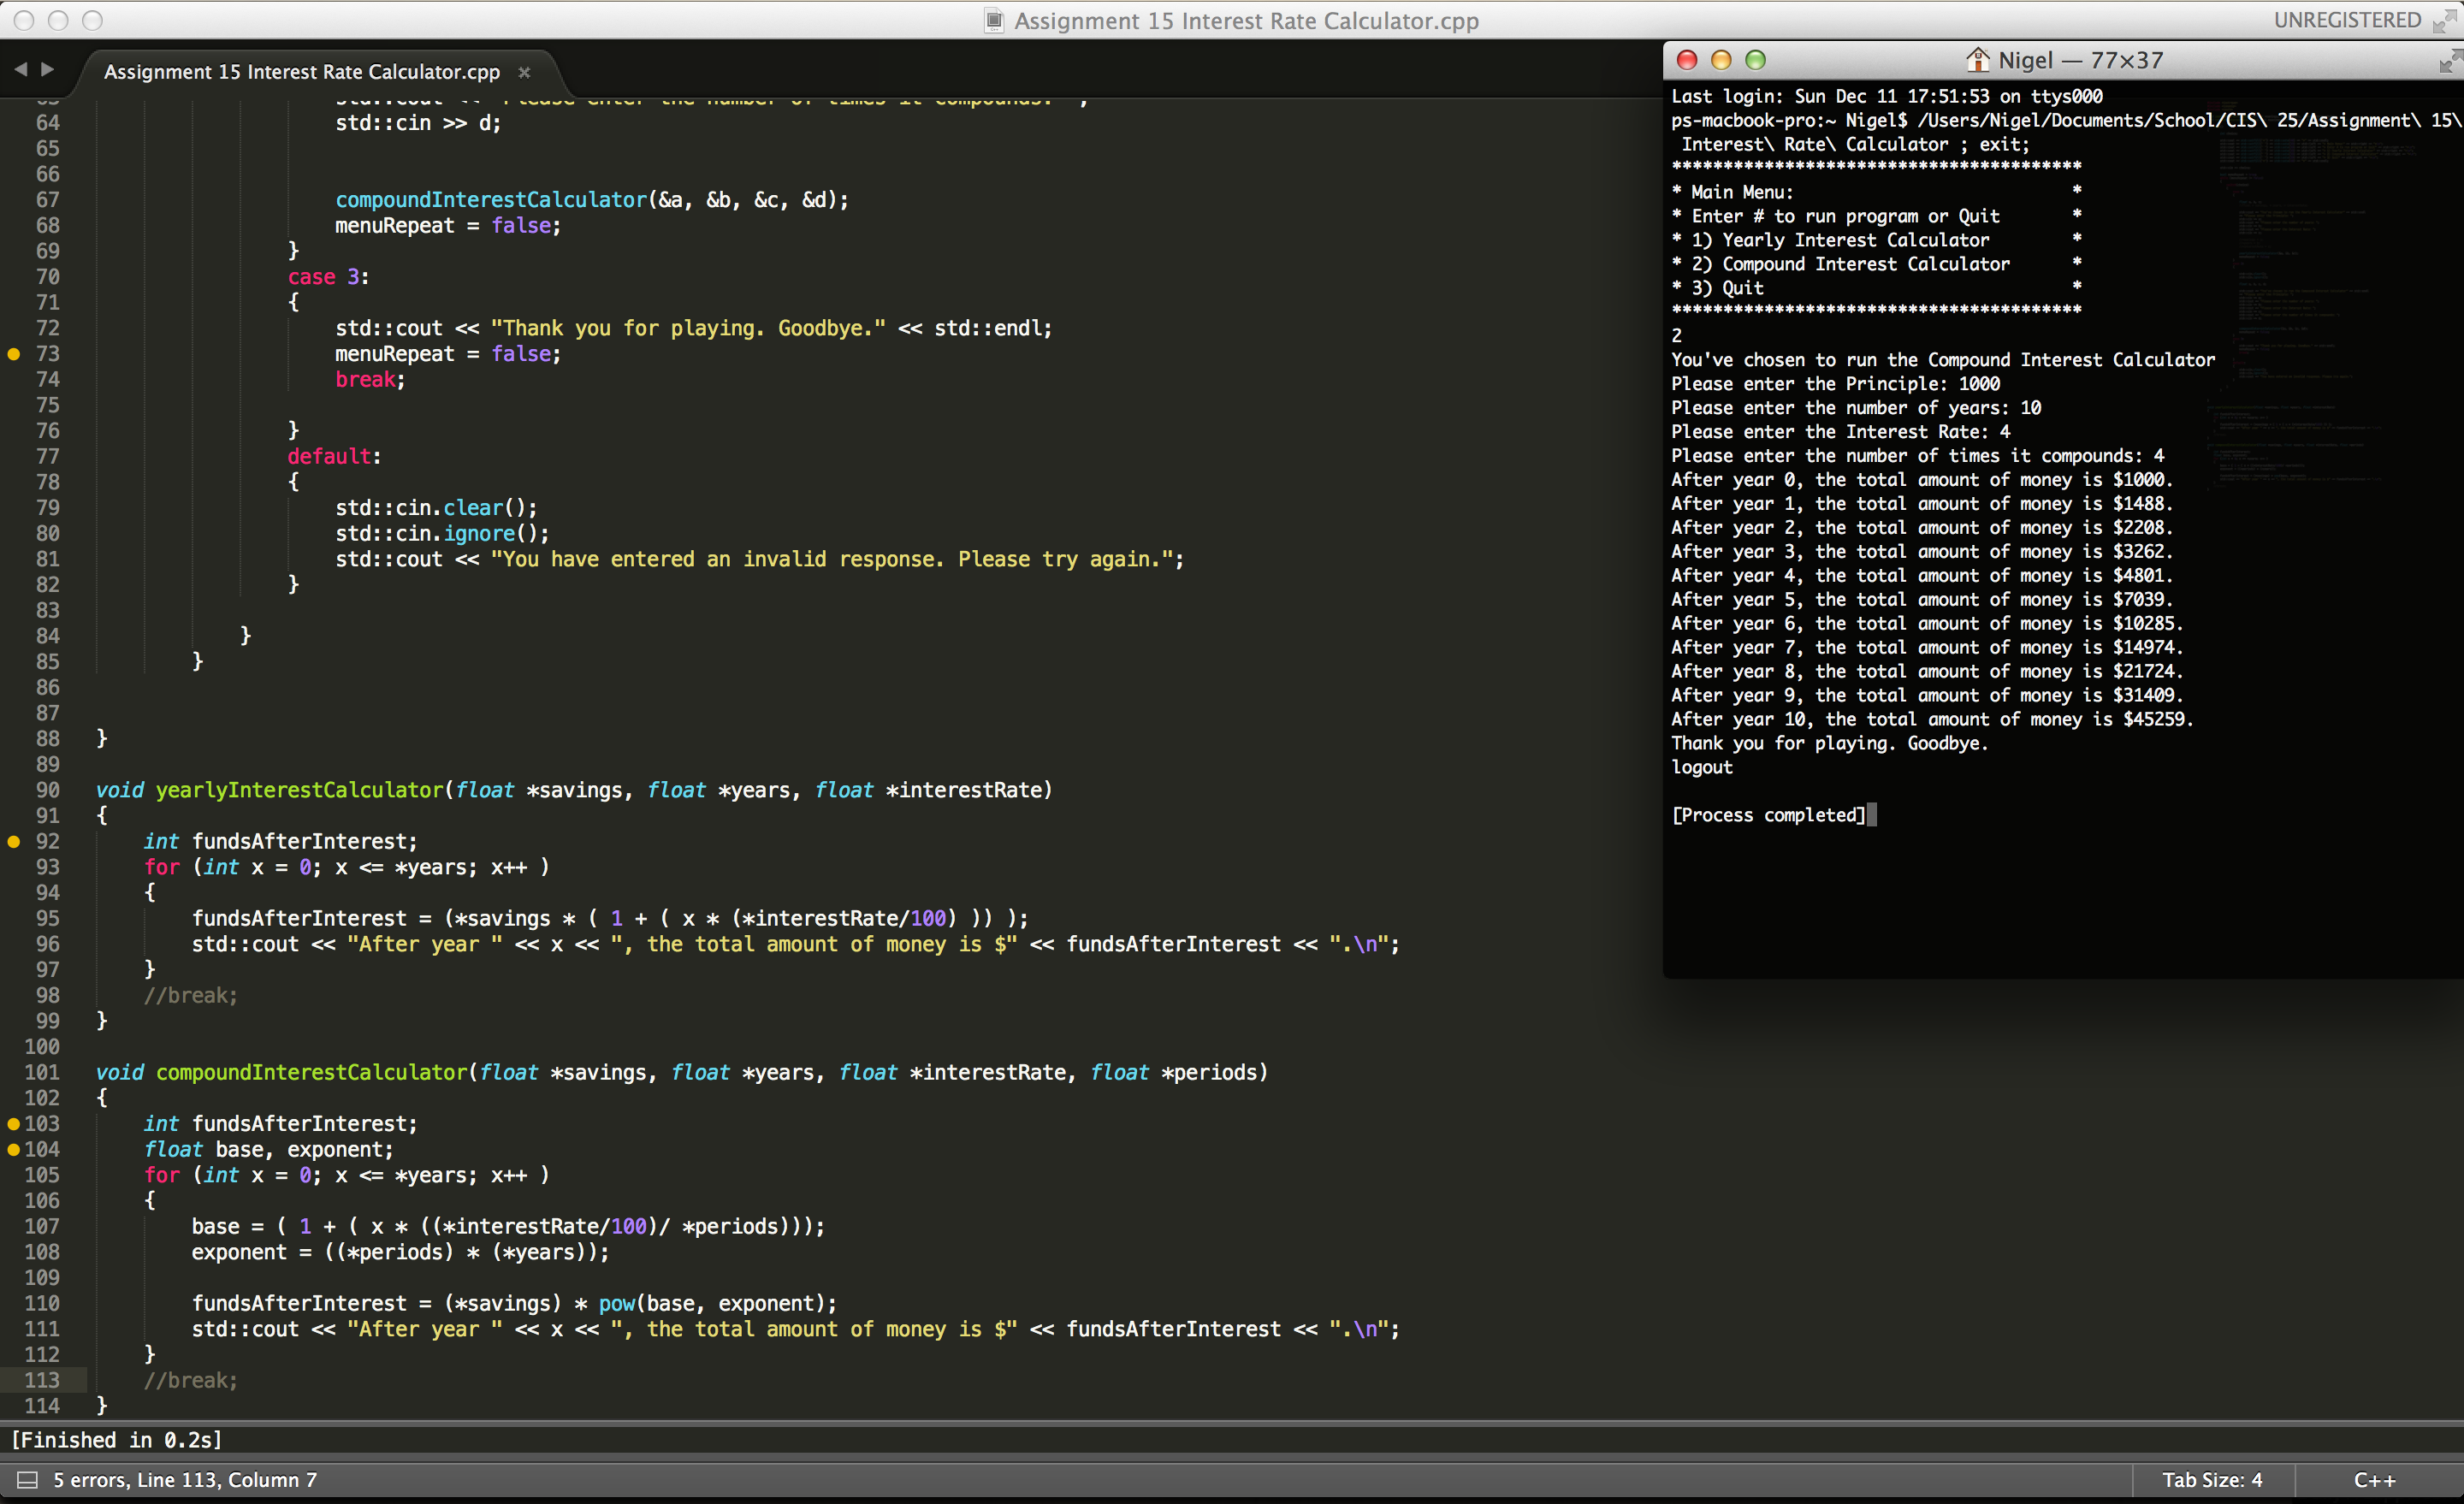 Assignment 15 Interest Rate Calculator.cpp
UNREGISTERED
Assignment 15 Interest Rate Calculator.cpp ×
std::cout << "Please enter the number of times it compounds: ";
64 std::cin >> d;
65
66
67 compoundInterestCalculator(&a, &b, &c, &d);
68 menuRepeat = false;
69 }
70 case 3:
71 {
72 std::cout << "Thank you for playing. Goodbye." << std::endl;
73 menuRepeat = false;
74 break;
75
76 }
77 default:
78 {
79 std::cin.clear();
80 std::cin.ignore();
81 std::cout << "You have entered an invalid response. Please try again.";
82 }
83
84 }
85 }
86
87
88 }
89
90 void yearlyInterestCalculator(float *savings, float *years, float *interestRate)
91 {
92 int fundsAfterInterest;
93 for (int x = 0; x <= *years; x++ )
94 {
95 fundsAfterInterest = (*savings * ( 1 + ( x * (*interestRate/100) )) );
96 std::cout << "After year " << x << ", the total amount of money is $" << fundsAfterInterest << ".\n";
97 }
98 //break;
99 }
100
101 void compoundInterestCalculator(float *savings, float *years, float *interestRate, float *periods)
102 {
103 int fundsAfterInterest;
104 float base, exponent;
105 for (int x = 0; x <= *years; x++ )
106 {
107 base = ( 1 + ( x * ((*interestRate/100)/ *periods)));
108 exponent = ((*periods) * (*years));
109
110 fundsAfterInterest = (*savings) * pow(base, exponent);
111 std::cout << "After year " << x << ", the total amount of money is $" << fundsAfterInterest << ".\n";
112 }
113 //break;
114 }
[Finished in 0.2s]
5 errors, Line 113, Column 7
Tab Size: 4
C++
Nigel — 77×37
Last login: Sun Dec 11 17:51:53 on ttys000
ps-macbook-pro:~ Nigel$ /Users/Nigel/Documents/School/CIS\ 25/Assignment\ 15\
 Interest\ Rate\ Calculator ; exit;
****************************************
* Main Menu:                           *
* Enter # to run program or Quit       *
* 1) Yearly Interest Calculator        *
* 2) Compound Interest Calculator      *
* 3) Quit                              *
****************************************
2
You've chosen to run the Compound Interest Calculator
Please enter the Principle: 1000
Please enter the number of years: 10
Please enter the Interest Rate: 4
Please enter the number of times it compounds: 4
After year 0, the total amount of money is $1000.
After year 1, the total amount of money is $1488.
After year 2, the total amount of money is $2208.
After year 3, the total amount of money is $3262.
After year 4, the total amount of money is $4801.
After year 5, the total amount of money is $7039.
After year 6, the total amount of money is $10285.
After year 7, the total amount of money is $14974.
After year 8, the total amount of money is $21724.
After year 9, the total amount of money is $31409.
After year 10, the total amount of money is $45259.
Thank you for playing. Goodbye.
logout

[Process completed]